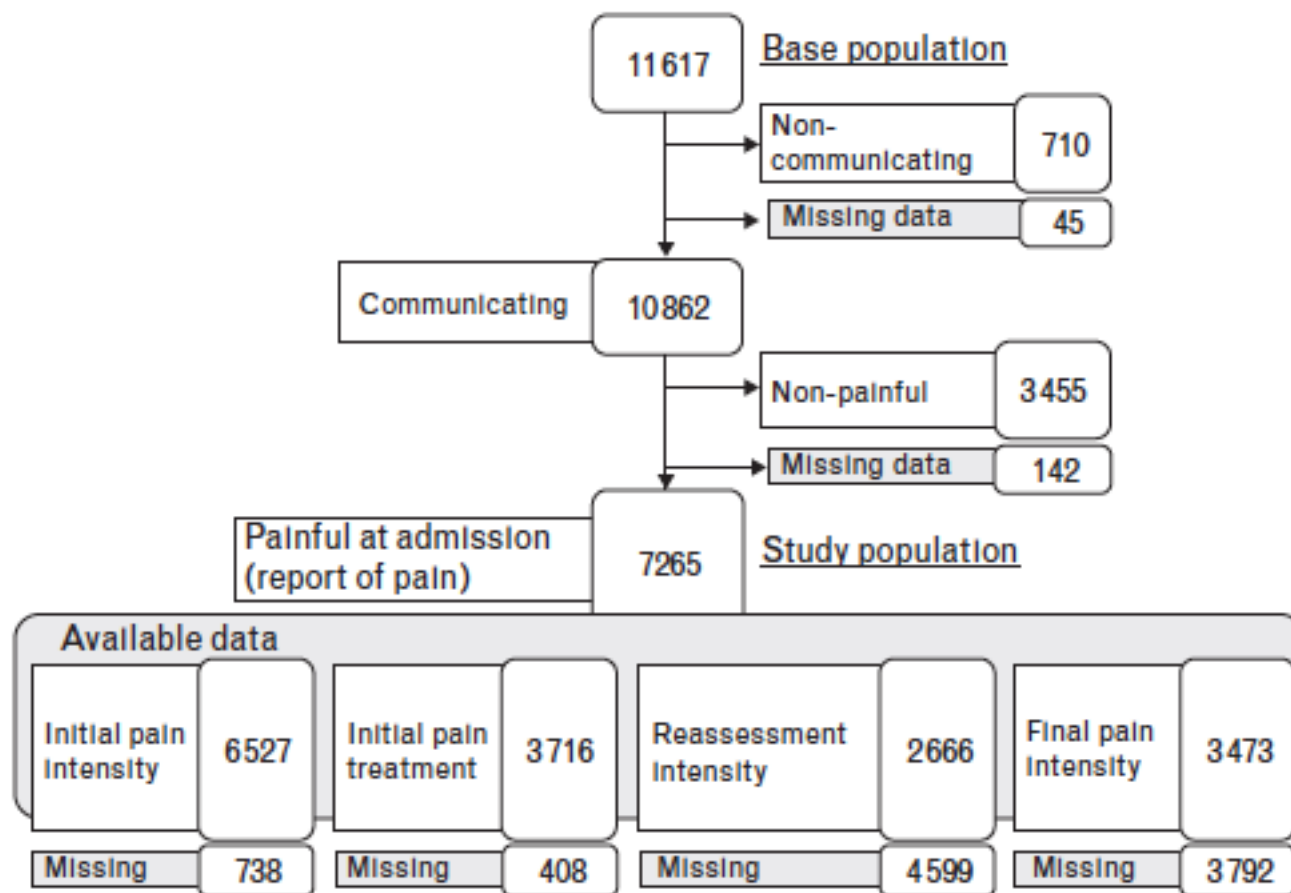 11617
Base population
Non-
communicating
710
Missing data
45
Communicating
10862
Non-painful
3455
Missing data
142
Painful at admission
(report of pain)
7265
Study population
Available data
Initial pain
intensity
6527
Initial pain
treatment
3716
Reassessment
intensity
2666
Final pain
intensity
3473
Missing
738
Missing
408
Missing
4599
Missing
3792